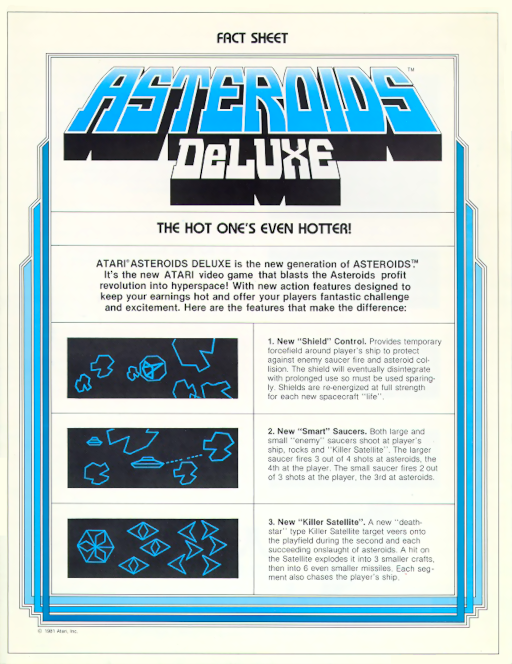 FACT SHEET
ASTEROIDS™
DeLUXE
THE HOT ONE'S EVEN HOTTER!
ATARI® ASTEROIDS DELUXE is the new generation of ASTEROIDS™.
It's the new ATARI video game that blasts the Asteroids profit
revolution into hyperspace! With new action features designed to
keep your earnings hot and offer your players fantastic challenge
and excitement. Here are the features that make the difference:
1. New "Shield" Control. Provides temporary
forcefield around player's ship to protect
against enemy saucer fire and asteroid col-
lision. The shield will eventually disintegrate
with prolonged use so must be used sparing-
ly. Shields are re-energized at full strength
for each new spacecraft "life".
2. New "Smart" Saucers. Both large and
small "enemy" saucers shoot at player's
ship, rocks and "Killer Satellite". The larger
saucer fires 3 out of 4 shots at asteroids, the
4th at the player. The small saucer fires 2 out
of 3 shots at the player, the 3rd at asteroids.
3. New "Killer Satellite". A new "death-
star" type Killer Satellite target veers onto
the playfield during the second and each
succeeding onslaught of asteroids. A hit on
the Satellite explodes it into 3 smaller crafts,
then into 6 even smaller missiles. Each seg-
ment also chases the player's ship.
© 1981 Atari, Inc.